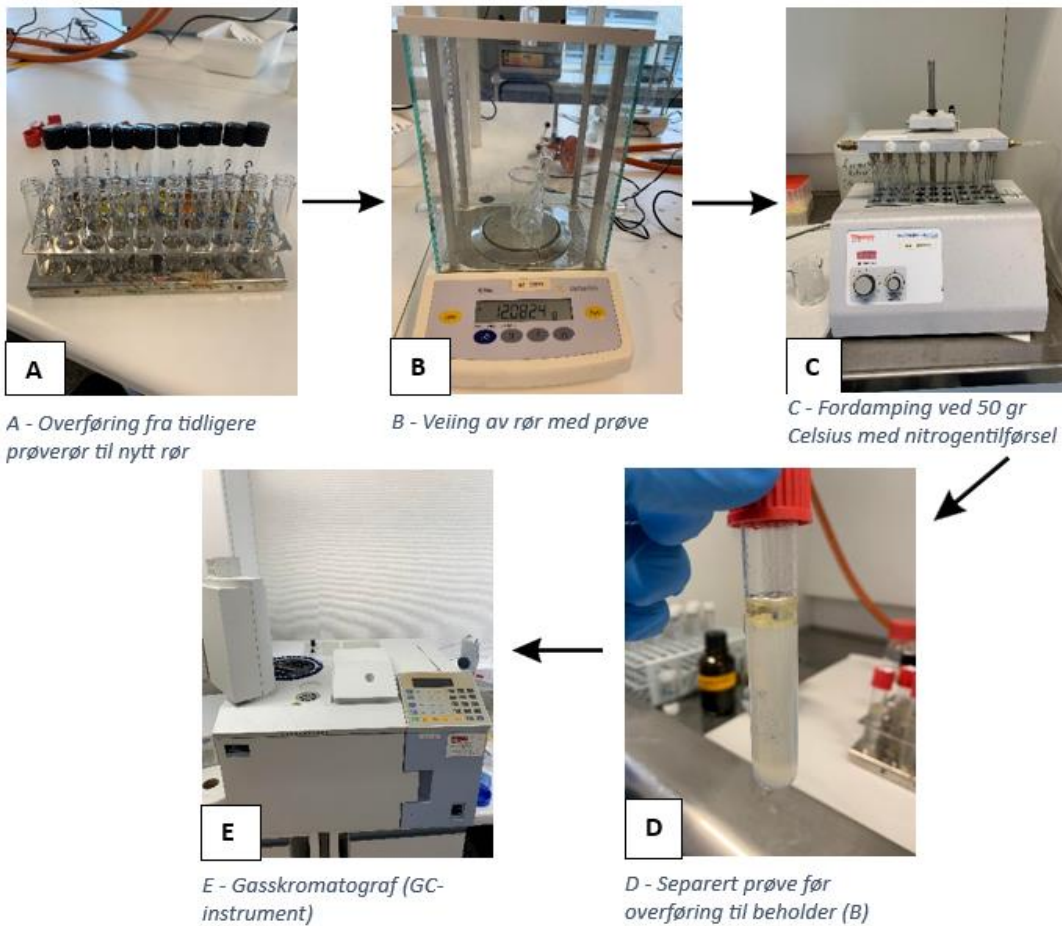 A
B
120824 g
C
A - Overføring fra tidligere
prøverør til nytt rør
B - Veiing av rør med prøve
C - Fordamping ved 50 gr
Celsius med nitrogentilførsel
E
D
E - Gasskromatograf (GC-
instrument)
D - Separert prøve før
overføring til beholder (B)